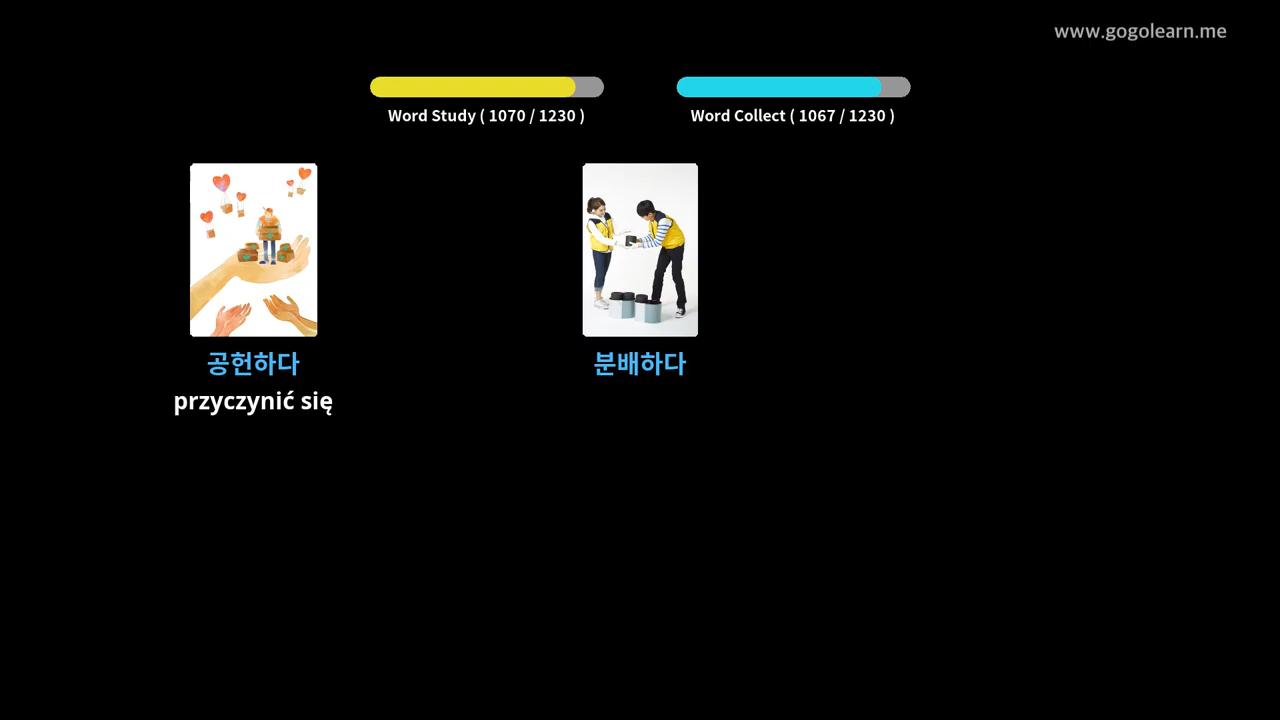 www.gogolearn.me
Word Study ( 1070 / 1230 )
Word Collect ( 1067 / 1230 )
공헌하다
분배하다
przyczynić się